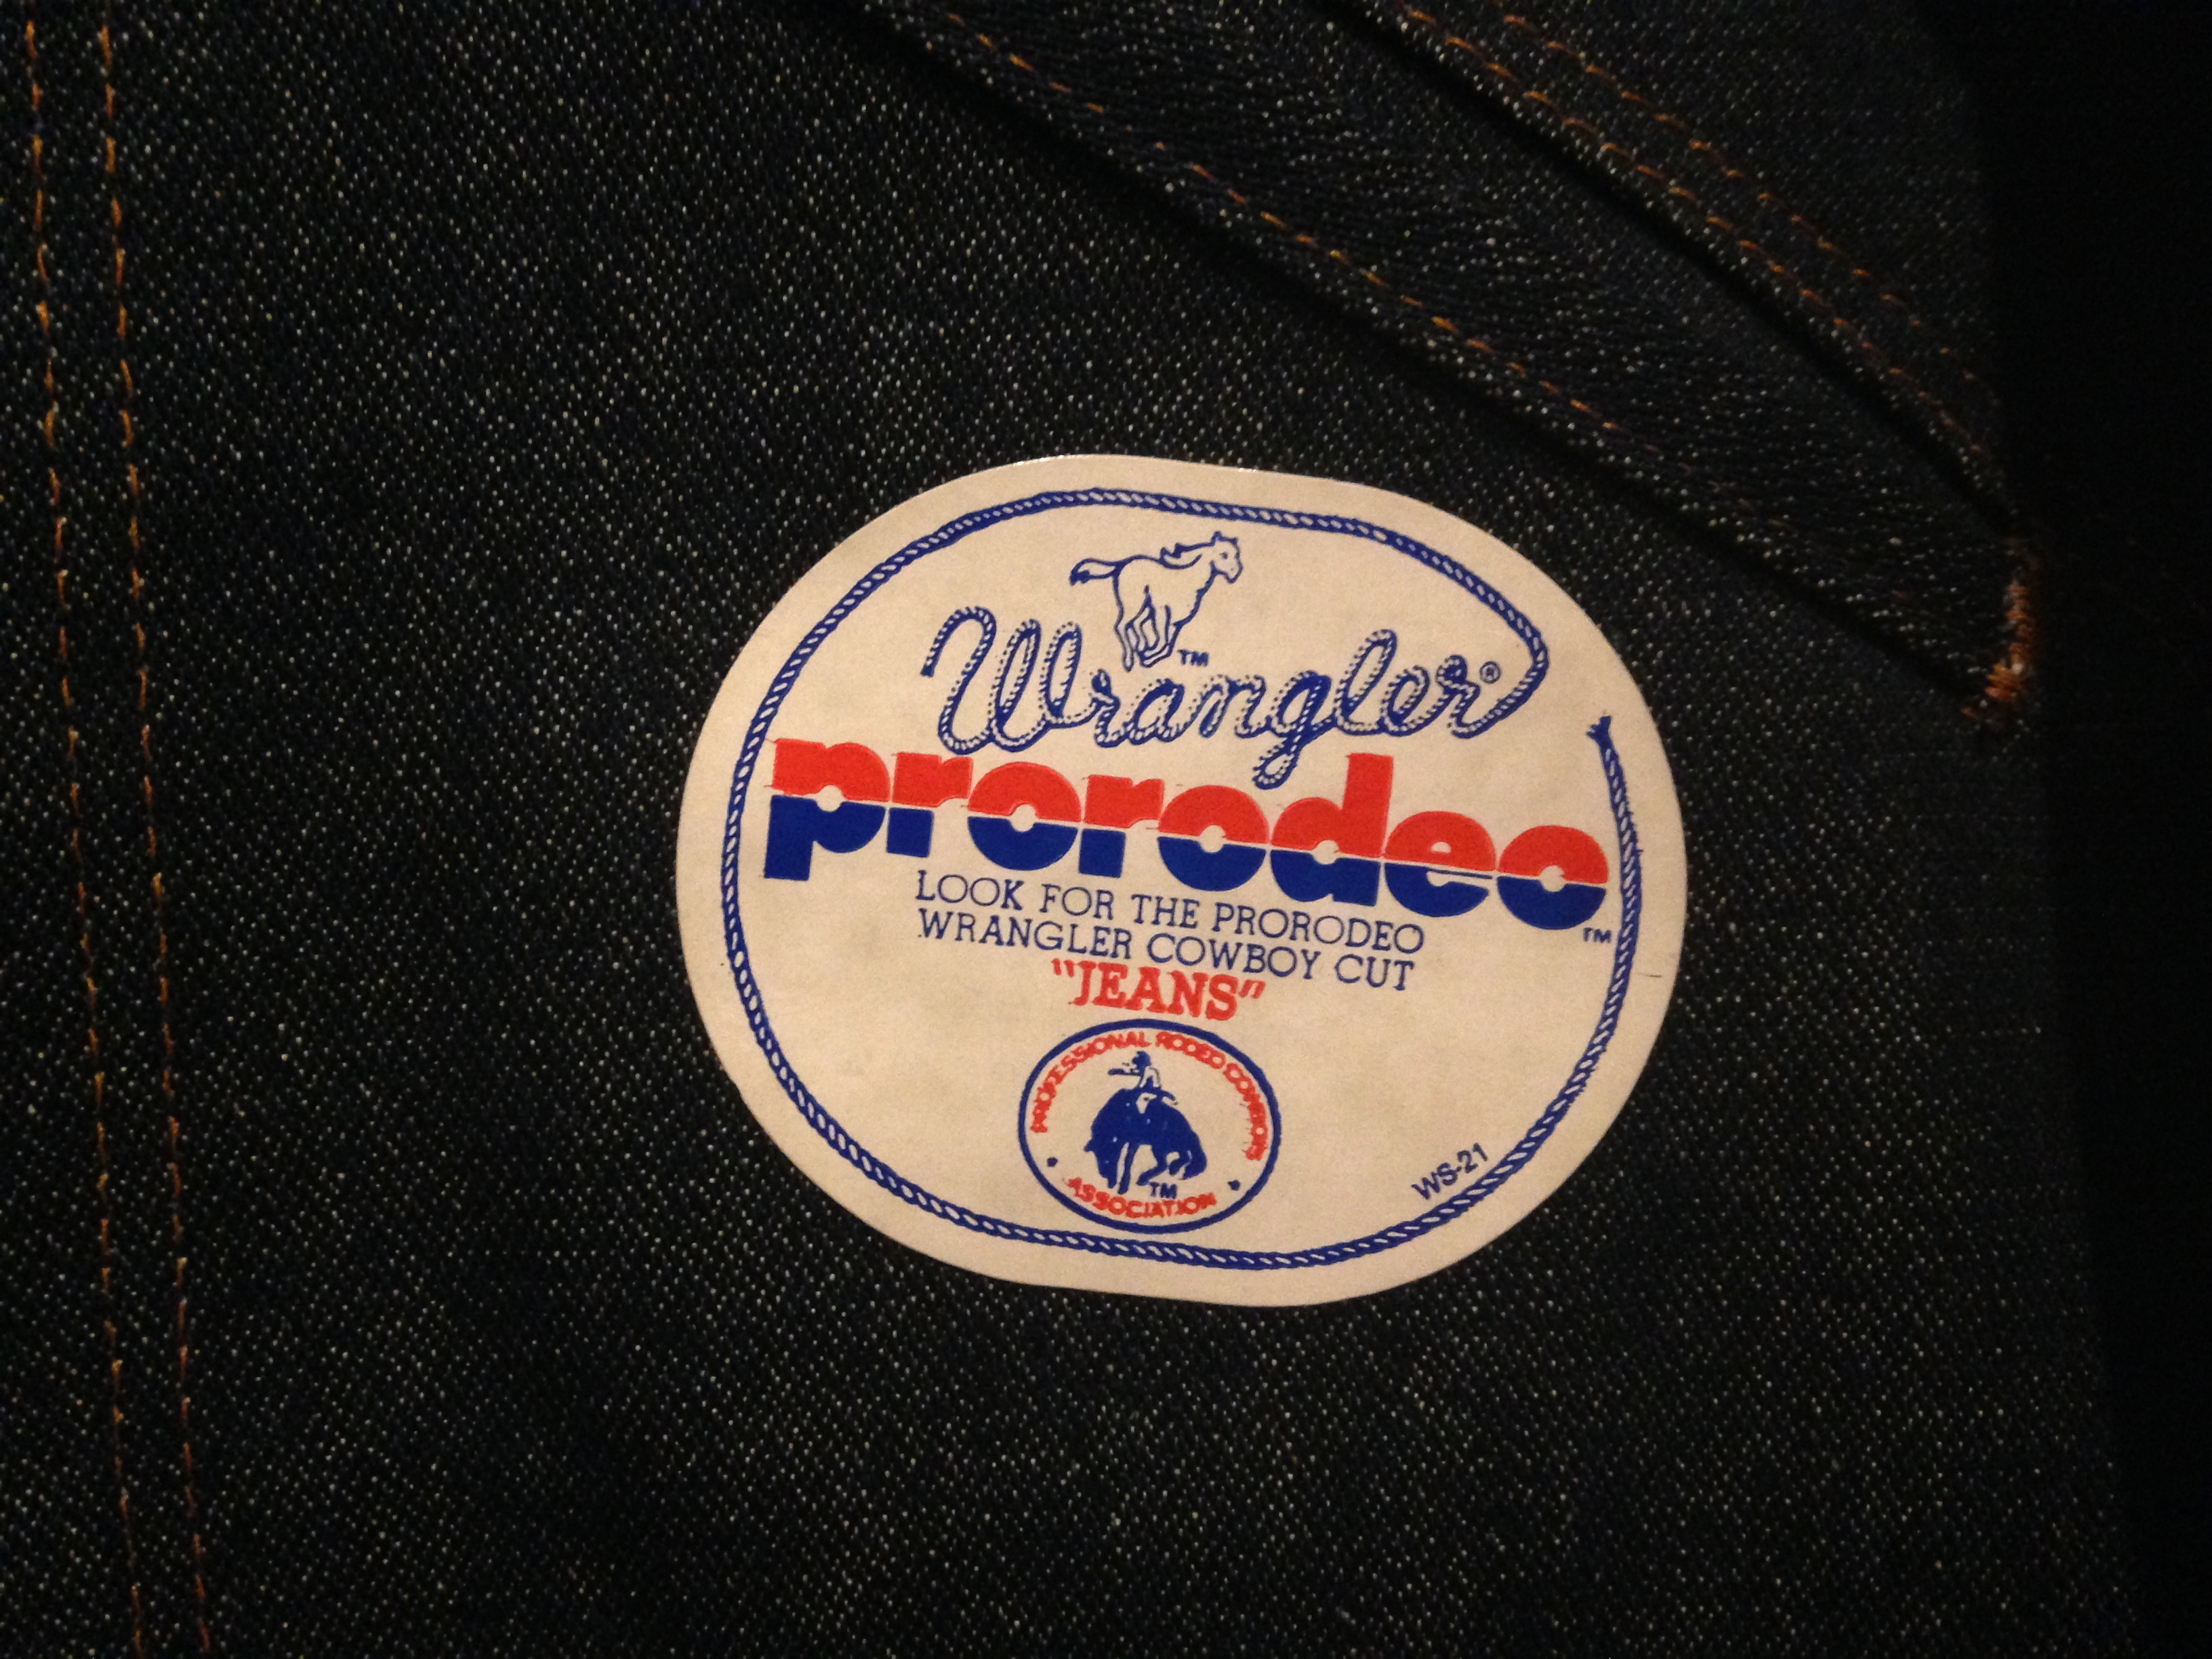 TM
Wrangler®
prorodeo
TM
LOOK FOR THE PRORODEO
WRANGLER COWBOY CUT
"JEANS"
PROFESSIONAL RODEO COWBOYS
TM
ASSOCIATION
WS-21